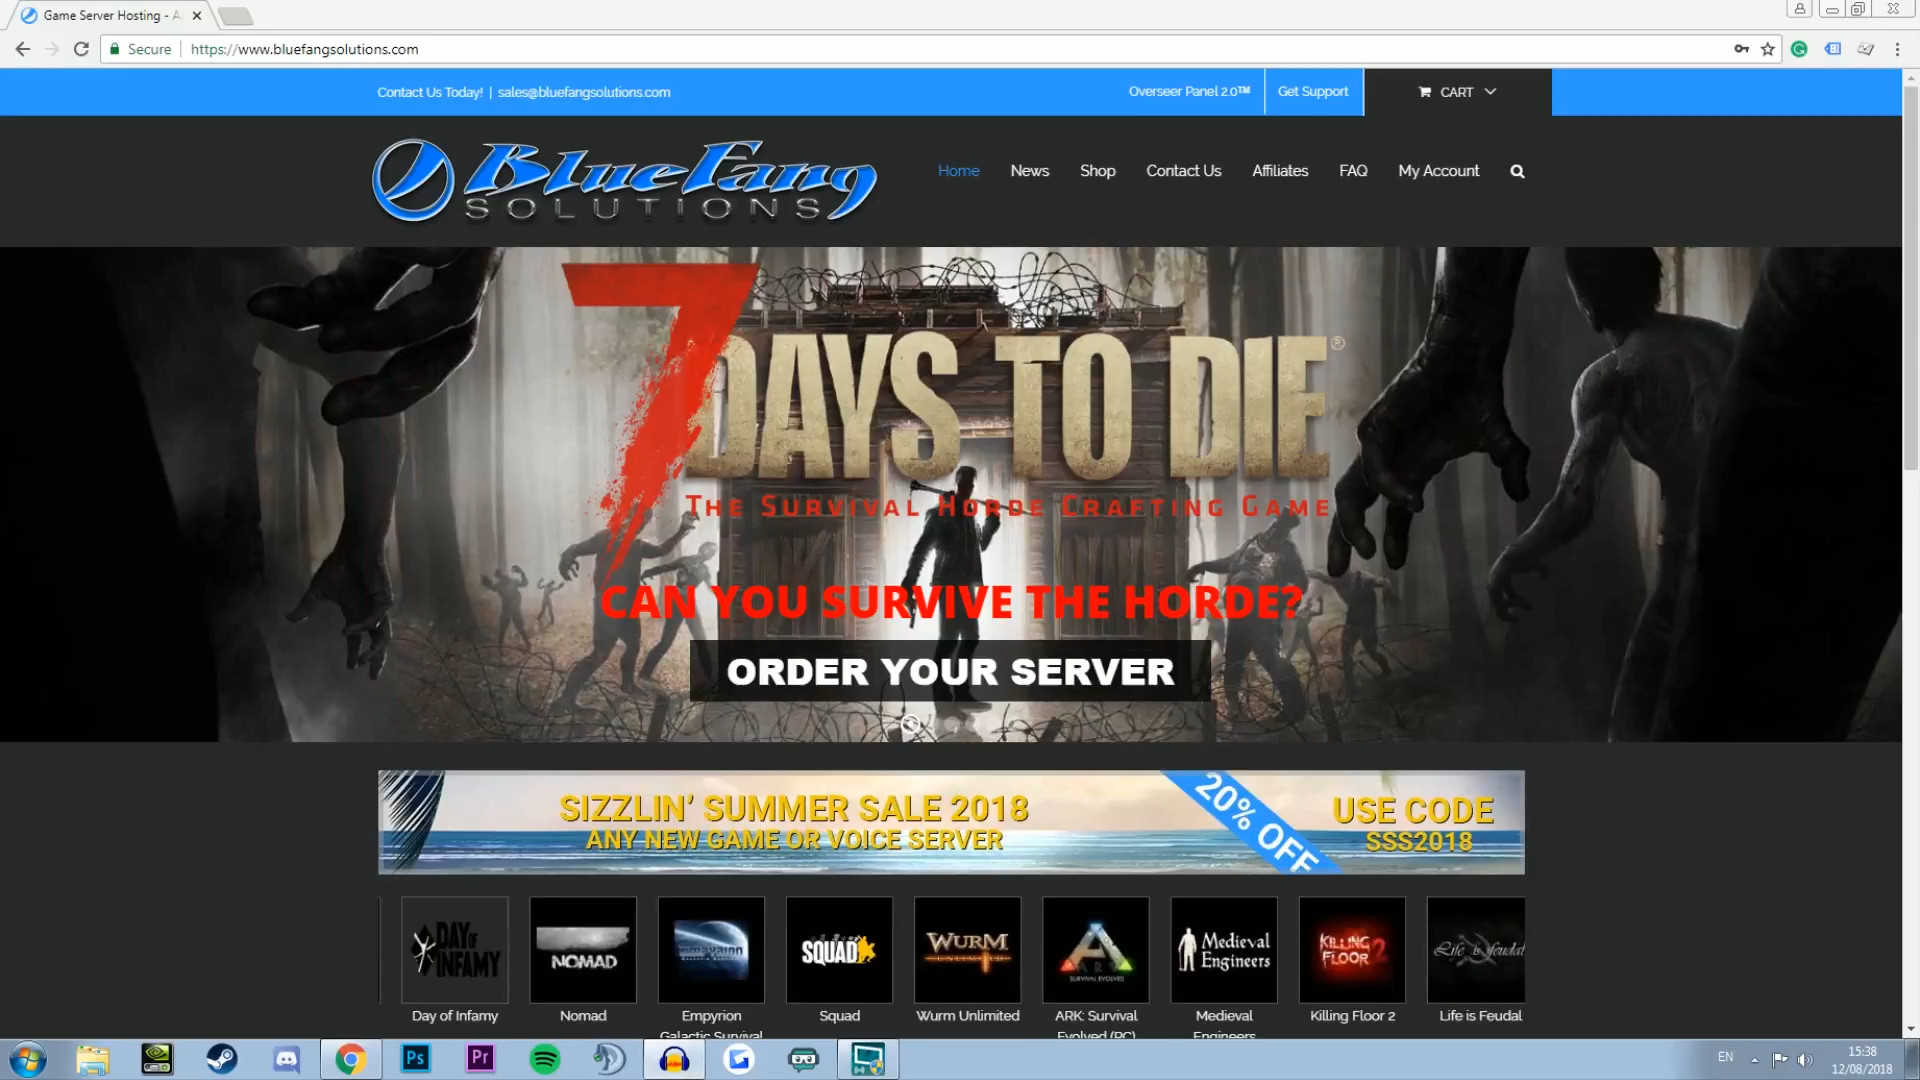 Game Server Hosting - A
Secure
https://www.bluefangsolutions.com
Contact Us Today! | sales@bluefangsolutions.com
Overseer Panel 2.0™
Get Support
CART
BlueFang
SOLUTIONS
Home
News
Shop
Contact Us
Affiliates
FAQ
My Account
7 DAYS TO DIE®
THE SURVIVAL HORDE CRAFTING GAME
CAN YOU SURVIVE THE HORDE?
ORDER YOUR SERVER
SIZZLIN' SUMMER SALE 2018
ANY NEW GAME OR VOICE SERVER
20% OFF
USE CODE
SSS2018
DAY OF INFAMY
NOMAD
EMPYRION
SQUAD
WURM
UNLIMITED
ARK
SURVIVAL EVOLVED
Medieval
Engineers
KILLING
FLOOR 2
Life is feudal
Day of Infamy
Nomad
Empyrion
Galactic Survival
Squad
Wurm Unlimited
ARK: Survival
Evolved (PC)
Medieval
Engineers
Killing Floor 2
Life is Feudal
Ps
Pr
EN
15:38
12/08/2018